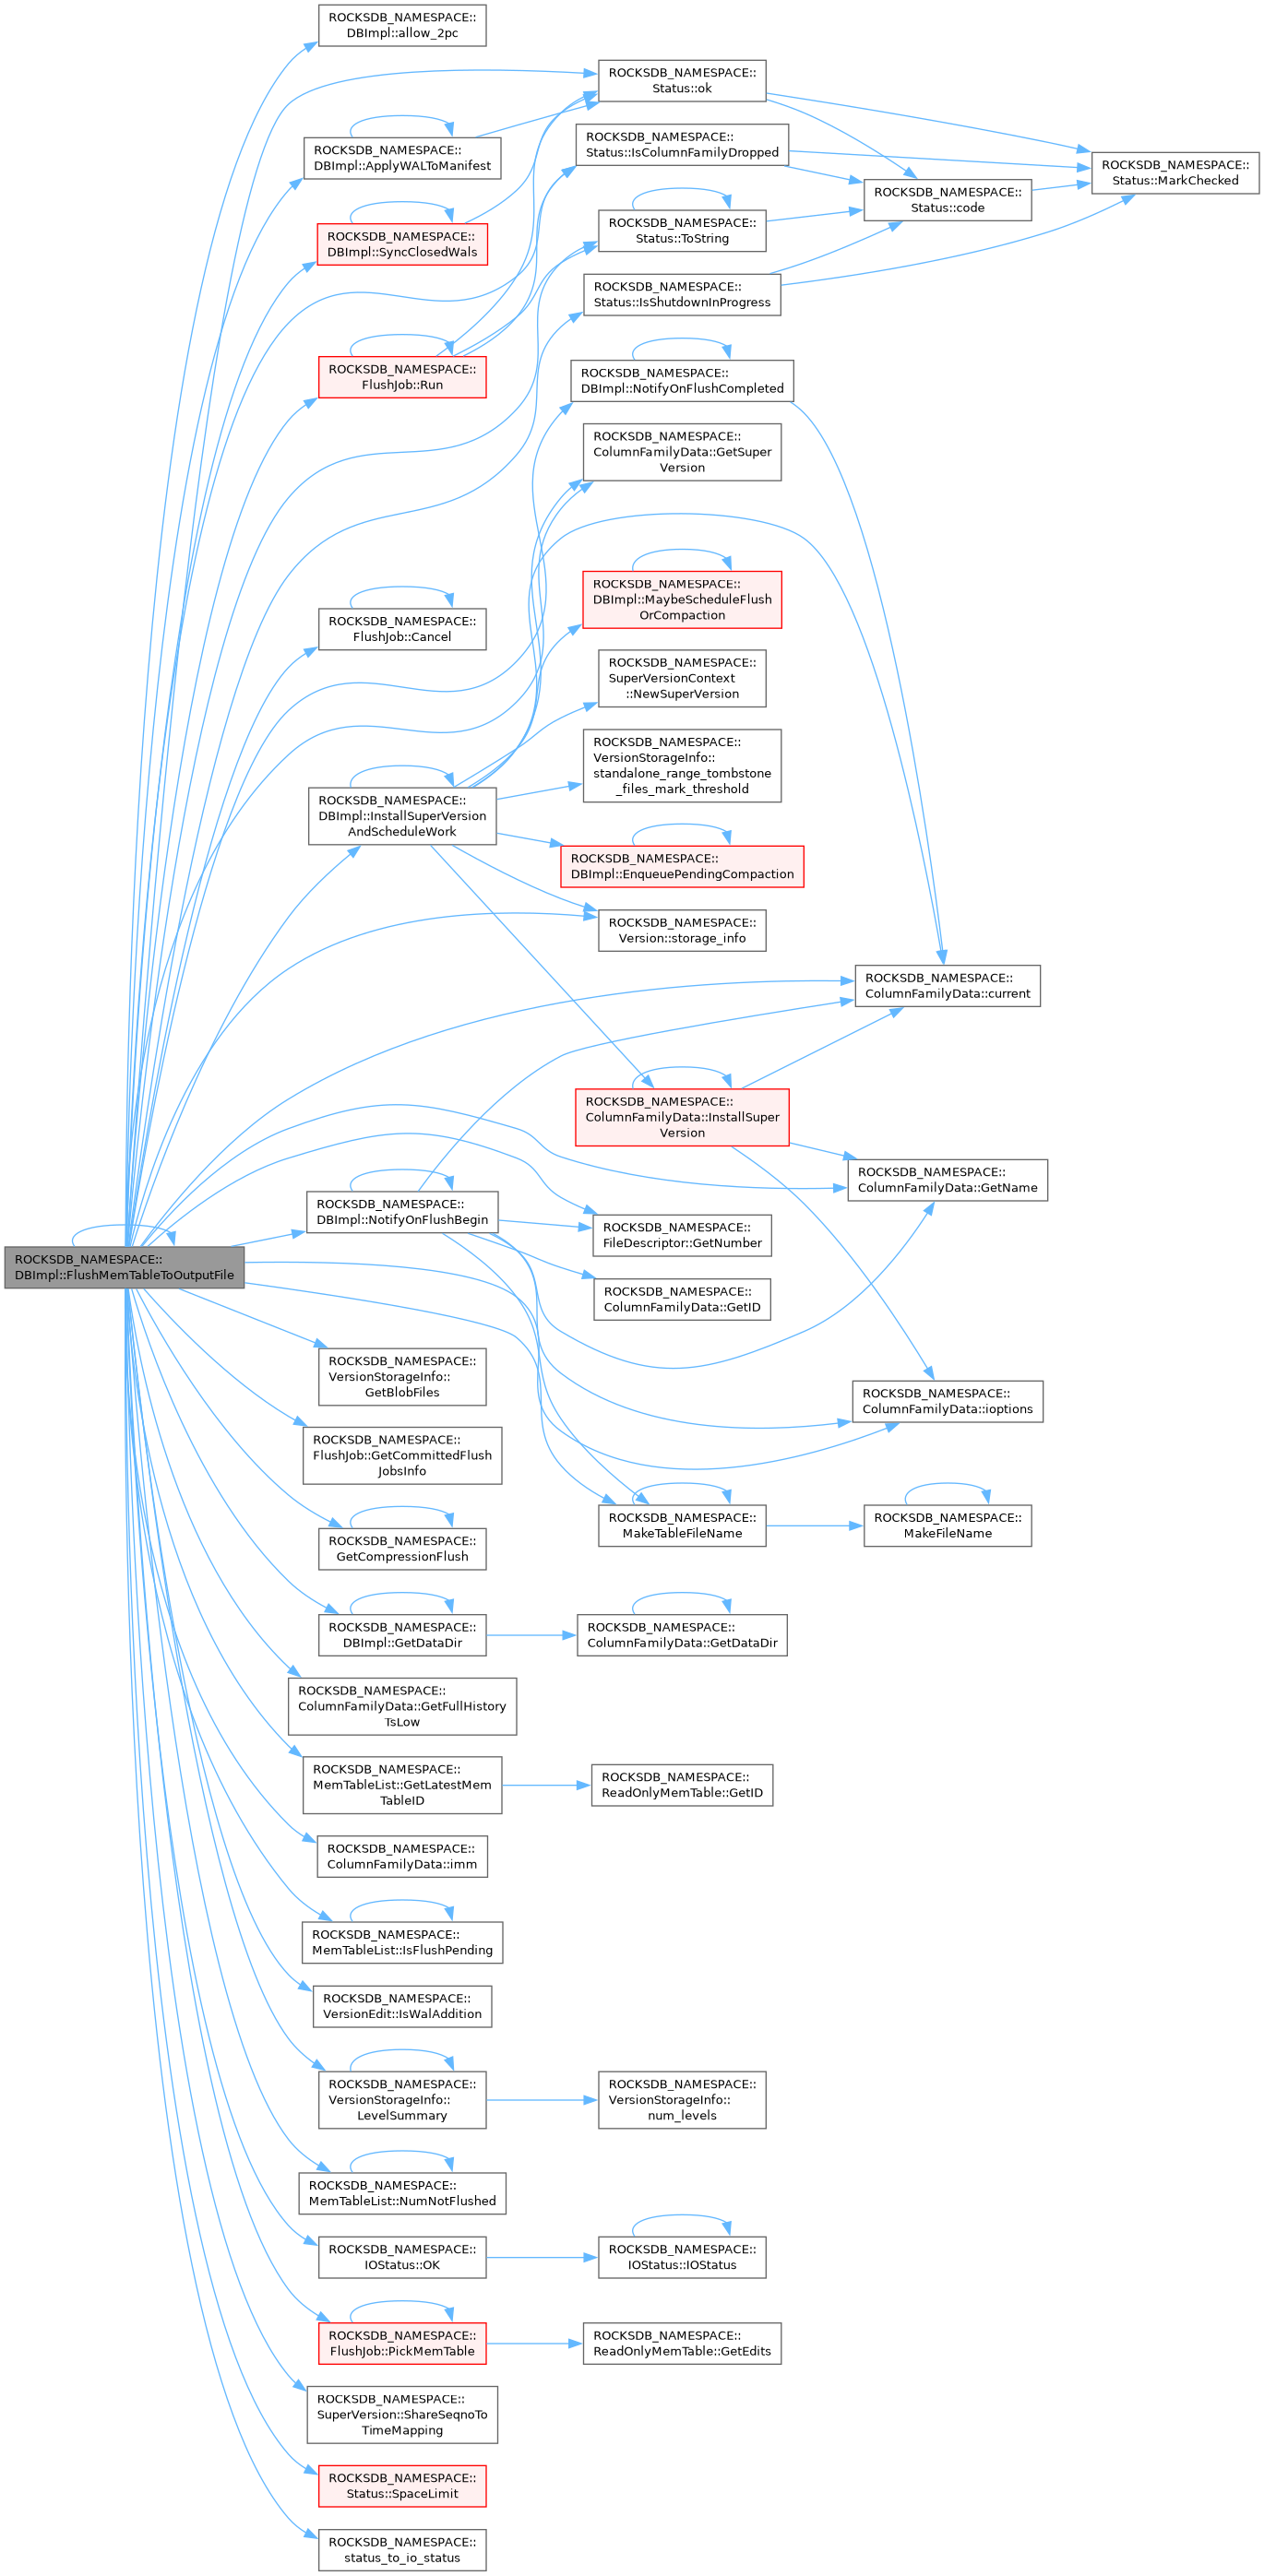 ROCKSDB_NAMESPACE::
DBImpl::allow_2pc
ROCKSDB_NAMESPACE::
Status::ok
ROCKSDB_NAMESPACE::
Status::IsColumnFamilyDropped
ROCKSDB_NAMESPACE::
DBImpl::ApplyWALToManifest
ROCKSDB_NAMESPACE::
Status::MarkChecked
ROCKSDB_NAMESPACE::
Status::code
ROCKSDB_NAMESPACE::
Status::ToString
ROCKSDB_NAMESPACE::
DBImpl::SyncClosedWals
ROCKSDB_NAMESPACE::
Status::IsShutdownInProgress
ROCKSDB_NAMESPACE::
FlushJob::Run
ROCKSDB_NAMESPACE::
DBImpl::NotifyOnFlushCompleted
ROCKSDB_NAMESPACE::
ColumnFamilyData::GetSuper
Version
ROCKSDB_NAMESPACE::
DBImpl::MaybeScheduleFlush
OrCompaction
ROCKSDB_NAMESPACE::
FlushJob::Cancel
ROCKSDB_NAMESPACE::
SuperVersionContext
::NewSuperVersion
ROCKSDB_NAMESPACE::
VersionStorageInfo::
standalone_range_tombstone
_files_mark_threshold
ROCKSDB_NAMESPACE::
DBImpl::InstallSuperVersion
AndScheduleWork
ROCKSDB_NAMESPACE::
DBImpl::EnqueuePendingCompaction
ROCKSDB_NAMESPACE::
Version::storage_info
ROCKSDB_NAMESPACE::
ColumnFamilyData::current
ROCKSDB_NAMESPACE::
ColumnFamilyData::InstallSuper
Version
ROCKSDB_NAMESPACE::
ColumnFamilyData::GetName
ROCKSDB_NAMESPACE::
DBImpl::NotifyOnFlushBegin
ROCKSDB_NAMESPACE::
FileDescriptor::GetNumber
ROCKSDB_NAMESPACE::
DBImpl::FlushMemTableToOutputFile
ROCKSDB_NAMESPACE::
ColumnFamilyData::GetID
ROCKSDB_NAMESPACE::
VersionStorageInfo::
GetBlobFiles
ROCKSDB_NAMESPACE::
ColumnFamilyData::ioptions
ROCKSDB_NAMESPACE::
FlushJob::GetCommittedFlush
JobsInfo
ROCKSDB_NAMESPACE::
MakeTableFileName
ROCKSDB_NAMESPACE::
MakeFileName
ROCKSDB_NAMESPACE::
GetCompressionFlush
ROCKSDB_NAMESPACE::
DBImpl::GetDataDir
ROCKSDB_NAMESPACE::
ColumnFamilyData::GetDataDir
ROCKSDB_NAMESPACE::
ColumnFamilyData::GetFullHistory
TsLow
ROCKSDB_NAMESPACE::
MemTableList::GetLatestMem
TableID
ROCKSDB_NAMESPACE::
ReadOnlyMemTable::GetID
ROCKSDB_NAMESPACE::
ColumnFamilyData::imm
ROCKSDB_NAMESPACE::
MemTableList::IsFlushPending
ROCKSDB_NAMESPACE::
VersionEdit::IsWalAddition
ROCKSDB_NAMESPACE::
VersionStorageInfo::
LevelSummary
ROCKSDB_NAMESPACE::
VersionStorageInfo::
num_levels
ROCKSDB_NAMESPACE::
MemTableList::NumNotFlushed
ROCKSDB_NAMESPACE::
IOStatus::OK
ROCKSDB_NAMESPACE::
IOStatus::IOStatus
ROCKSDB_NAMESPACE::
FlushJob::PickMemTable
ROCKSDB_NAMESPACE::
ReadOnlyMemTable::GetEdits
ROCKSDB_NAMESPACE::
SuperVersion::ShareSeqnoTo
TimeMapping
ROCKSDB_NAMESPACE::
Status::SpaceLimit
ROCKSDB_NAMESPACE::
status_to_io_status